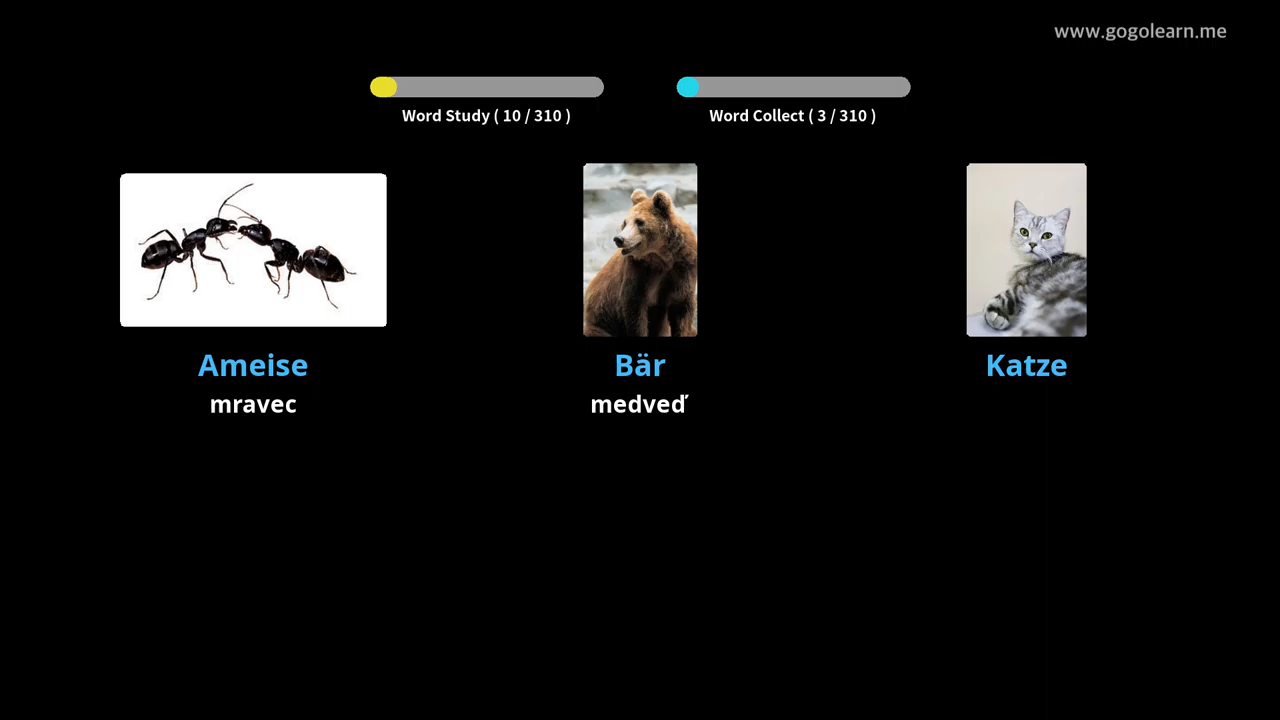 www.gogolearn.me
Word Study ( 10 / 310 )
Word Collect ( 3 / 310 )
Ameise
mravec
Bär
medveď
Katze